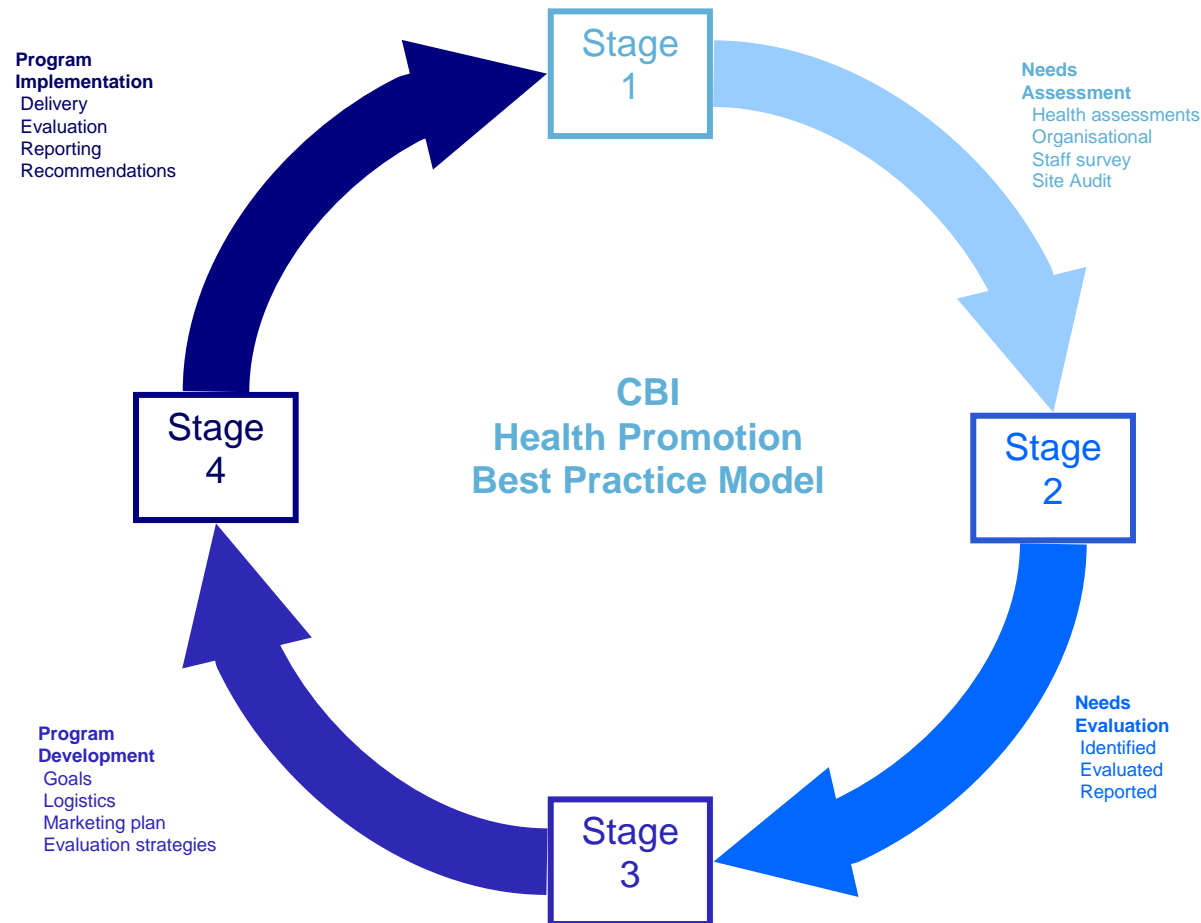 Stage
1
Needs
Assessment
Health assessments
Organisational
Staff survey
Site Audit
Stage
2
Needs
Evaluation
Identified
Evaluated
Reported
Stage
3
Program
Development
Goals
Logistics
Marketing plan
Evaluation strategies
Stage
4
Program
Implementation
Delivery
Evaluation
Reporting
Recommendations
CBI
Health Promotion
Best Practice Model